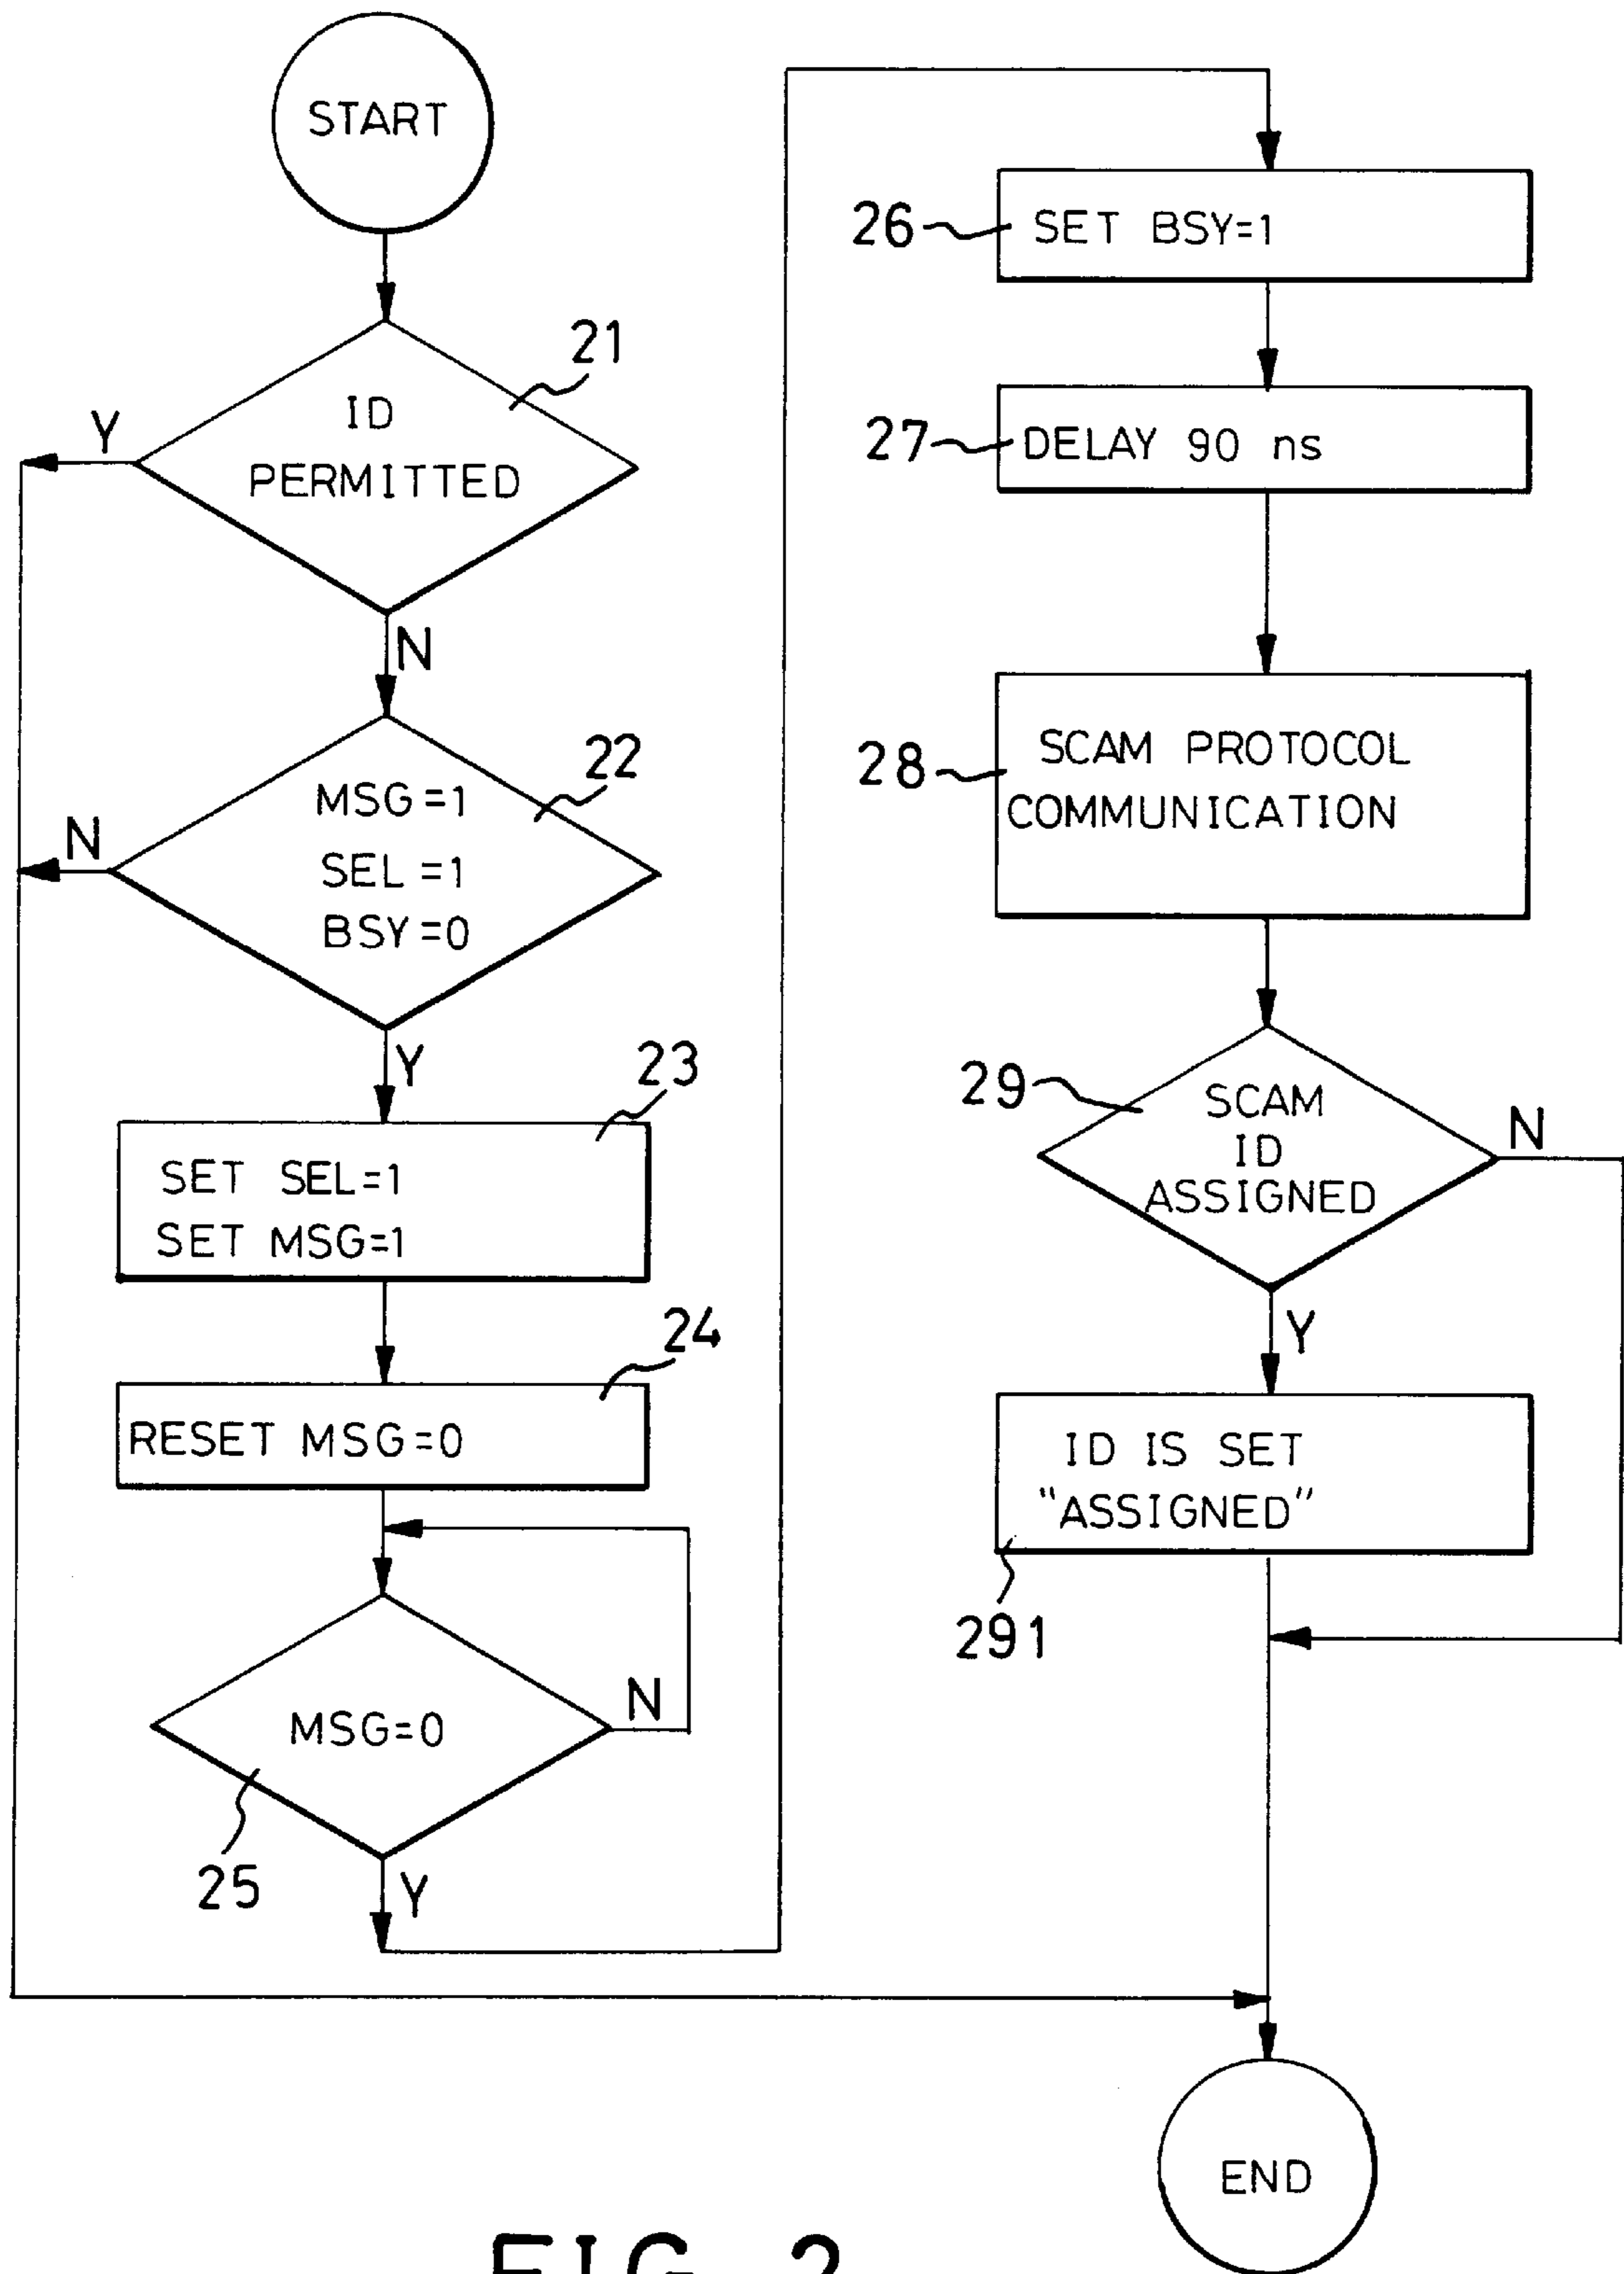 START
21
ID
PERMITTED
Y
N
22
MSG=1
SEL=1
BSY=0
N
Y
23
SET SEL=1
SET MSG=1
24
RESET MSG=0
MSG=0
N
25
Y
26
SET BSY=1
27
DELAY 90 ns
28
SCAM PROTOCOL
COMMUNICATION
29
SCAM
ID
ASSIGNED
N
Y
ID IS SET
"ASSIGNED"
291
END
FIG. 2